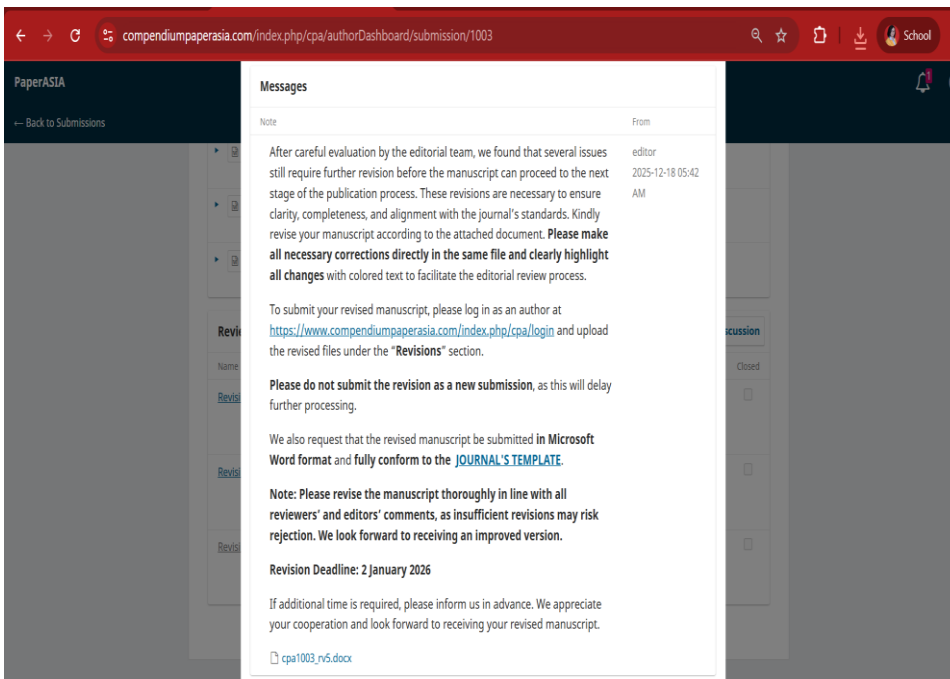 compendiumpaperasia.com/index.php/cpa/authorDashboard/submission/1003
School
PaperASIA
1
← Back to Submissions
Messages
Note
From
After careful evaluation by the editorial team, we found that several issues
still require further revision before the manuscript can proceed to the next
stage of the publication process. These revisions are necessary to ensure
clarity, completeness, and alignment with the journal's standards. Kindly
revise your manuscript according to the attached document. Please make
all necessary corrections directly in the same file and clearly highlight
all changes with colored text to facilitate the editorial review process.
editor
2025-12-18 05:42
AM
To submit your revised manuscript, please log in as an author at
https://www.compendiumpaperasia.com/index.php/cpa/login and upload
the revised files under the “Revisions” section.
Please do not submit the revision as a new submission, as this will delay
further processing.
We also request that the revised manuscript be submitted in Microsoft
Word format and fully conform to the JOURNAL'S TEMPLATE.
Note: Please revise the manuscript thoroughly in line with all
reviewers' and editors' comments, as insufficient revisions may risk
rejection. We look forward to receiving an improved version.
Revision Deadline: 2 January 2026
If additional time is required, please inform us in advance. We appreciate
your cooperation and look forward to receiving your revised manuscript.
cpa1003_rv5.docx
Name
Closed